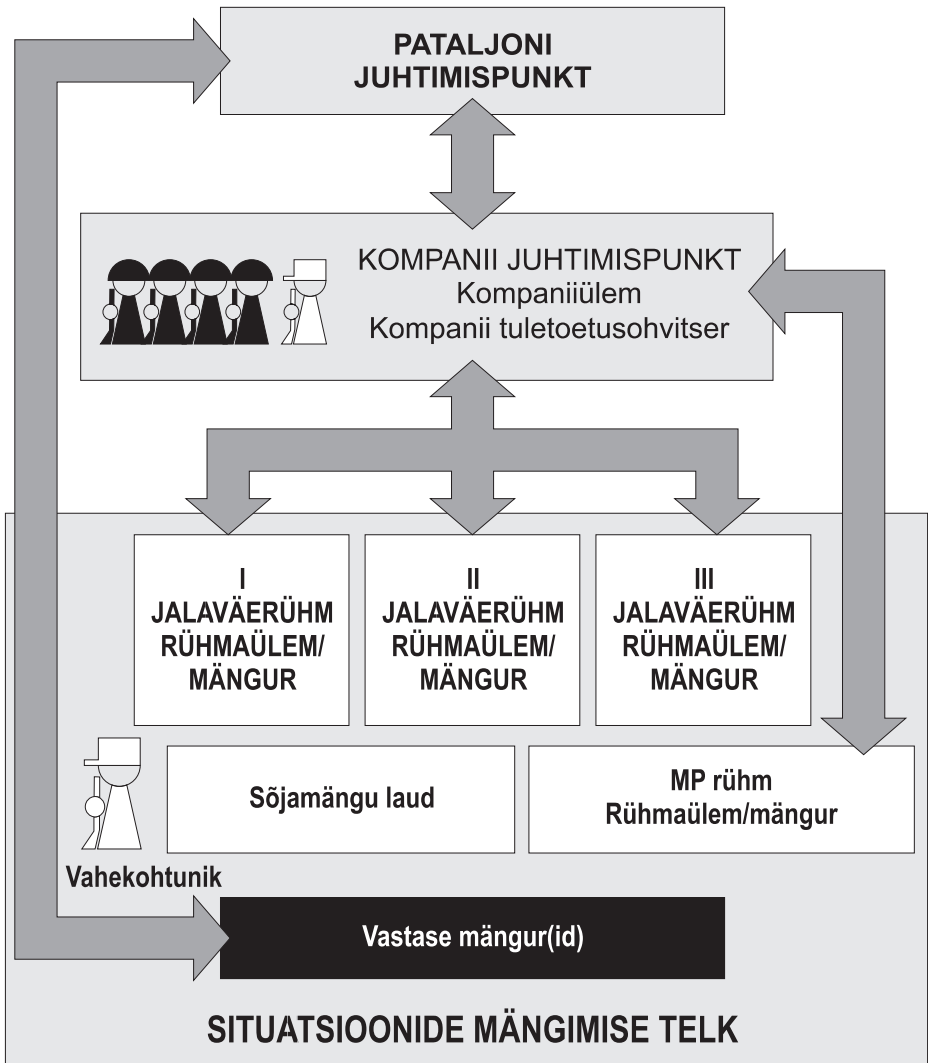 PATALJONI
JUHTIMISPUNKT
KOMPANII JUHTIMISPUNKT
Kompaniiülem
Kompanii tuletoetusohvitser
I
JALAVÄERÜHM
RÜHMAÜLEM/
MÄNGUR
II
JALAVÄERÜHM
RÜHMAÜLEM/
MÄNGUR
III
JALAVÄERÜHM
RÜHMAÜLEM/
MÄNGUR
Sõjamängu laud
MP rühm
Rühmaülem/mängur
Vahekohtunik
Vastase mängur(id)
SITUATSIOONIDE MÄNGIMISE TELK